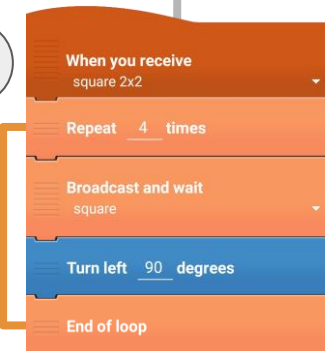 When you receive
square 2x2
Repeat 4 times
Broadcast and wait
square
Turn left 90 degrees
End of loop